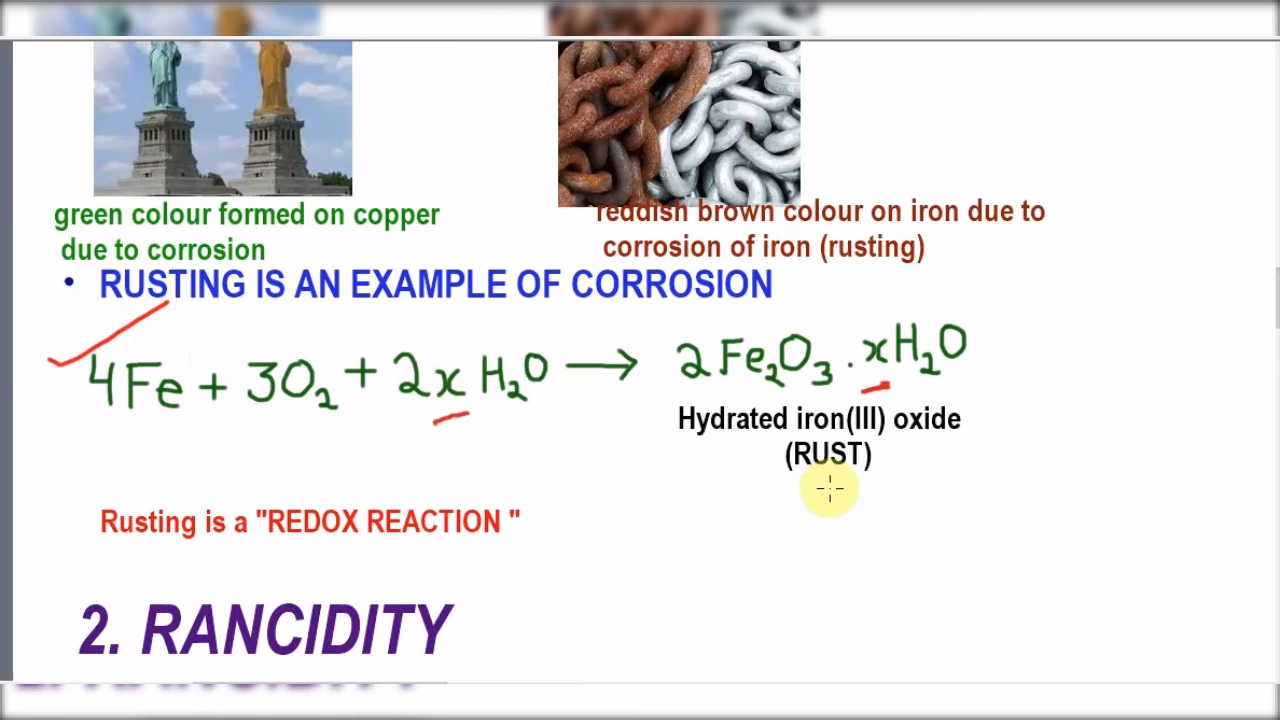 green colour formed on copper
due to corrosion
reddish brown colour on iron due to
corrosion of iron (rusting)
• RUSTING IS AN EXAMPLE OF CORROSION
4Fe + 3O₂ + 2x H₂O → 2Fe₂O₃ . xH₂O
Hydrated iron(III) oxide
(RUST)
Rusting is a "REDOX REACTION "
2. RANCIDITY